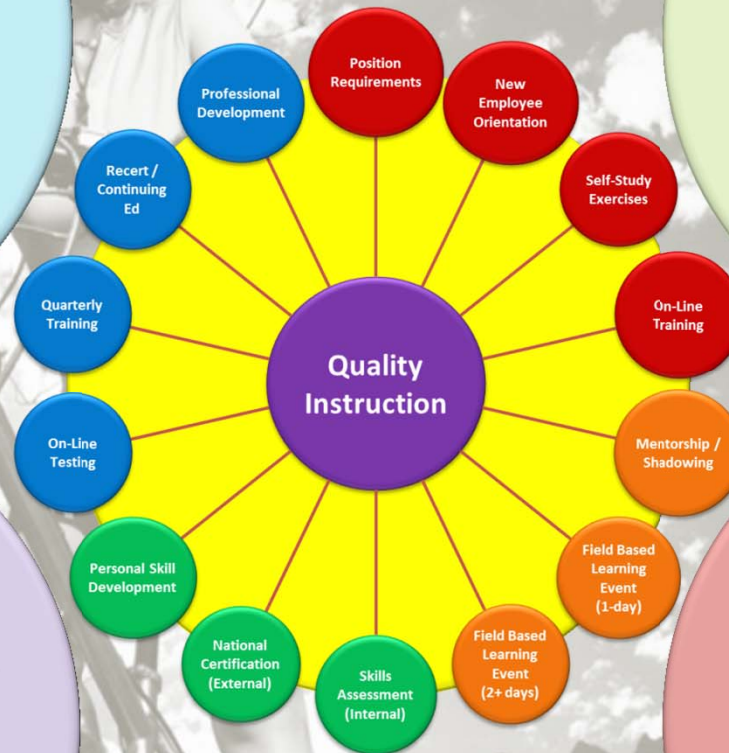 Position
Requirements
New
Employee
Orientation
Self-Study
Exercises
On-Line
Training
Mentorship /
Shadowing
Field Based
Learning
Event
(1-day)
Field Based
Learning
Event
(2+ days)
Skills
Assessment
(Internal)
National
Certification
(External)
Personal Skill
Development
On-Line
Testing
Quarterly
Training
Recert /
Continuing
Ed
Professional
Development
Quality
Instruction